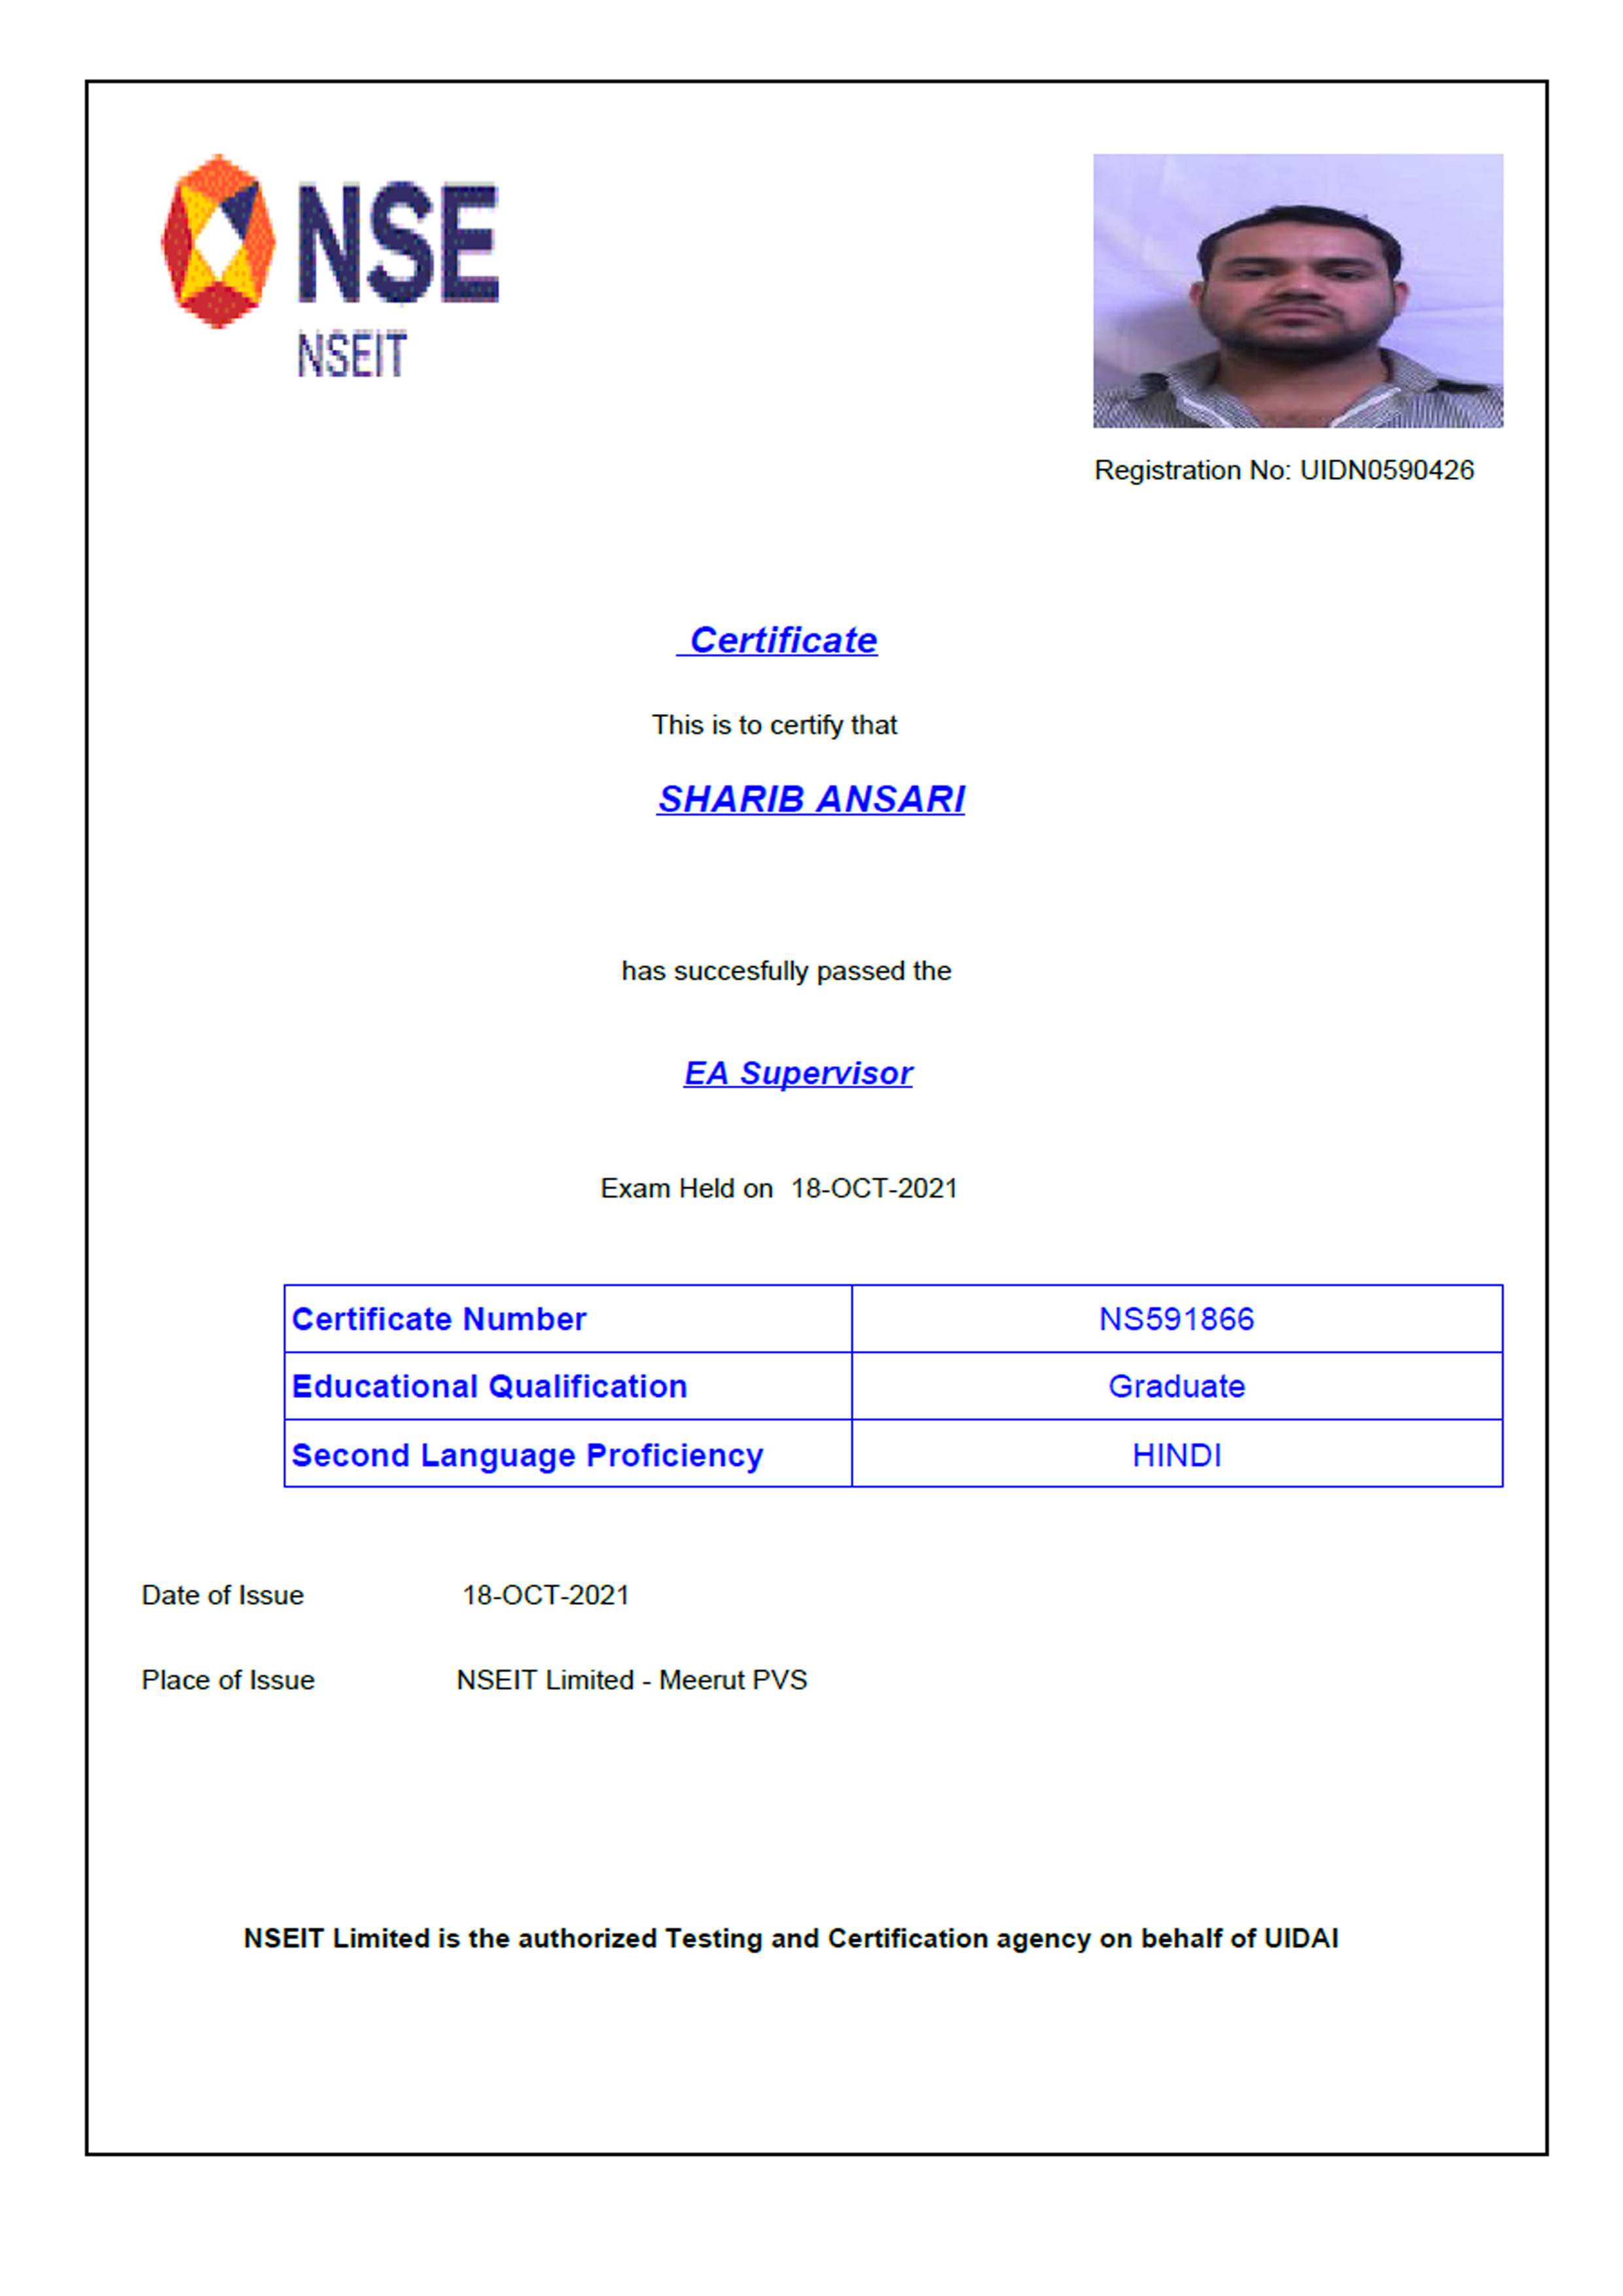 NSE
NSEIT
Registration No: UIDN0590426
Certificate
This is to certify that
SHARIB ANSARI
has succesfully passed the
EA Supervisor
Exam Held on 18-OCT-2021
Certificate Number NS591866
Educational Qualification Graduate
Second Language Proficiency HINDI
Date of Issue 18-OCT-2021
Place of Issue NSEIT Limited - Meerut PVS
NSEIT Limited is the authorized Testing and Certification agency on behalf of UIDAI